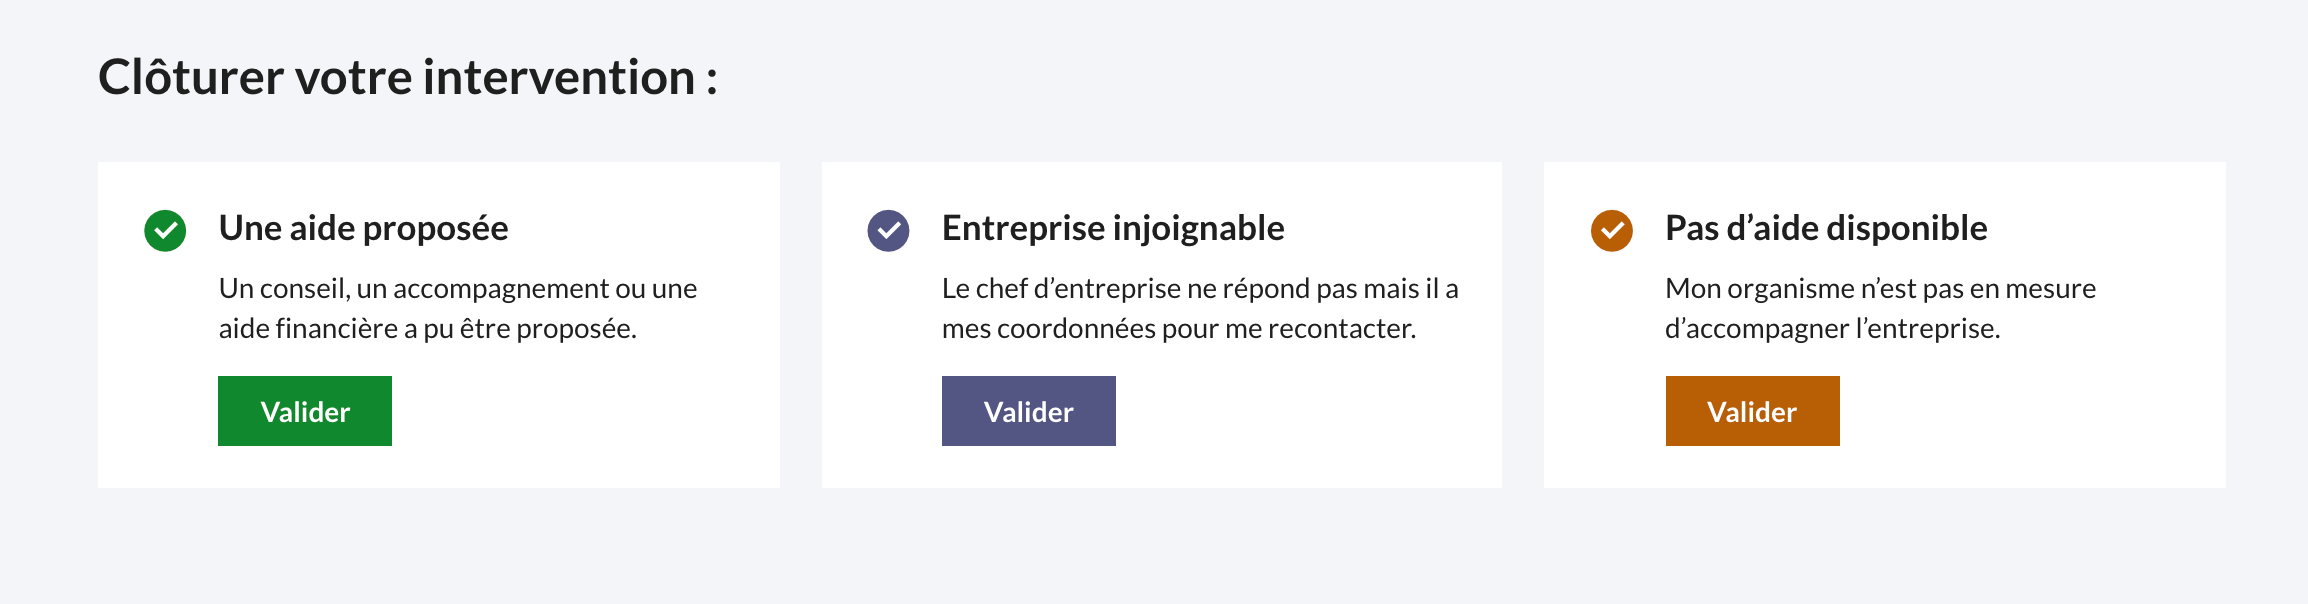 Clôturer votre intervention :
Une aide proposée
Un conseil, un accompagnement ou une
aide financière a pu être proposée.
Valider
Entreprise injoignable
Le chef d’entreprise ne répond pas mais il a
mes coordonnées pour me recontacter.
Valider
Pas d’aide disponible
Mon organisme n’est pas en mesure
d’accompagner l’entreprise.
Valider